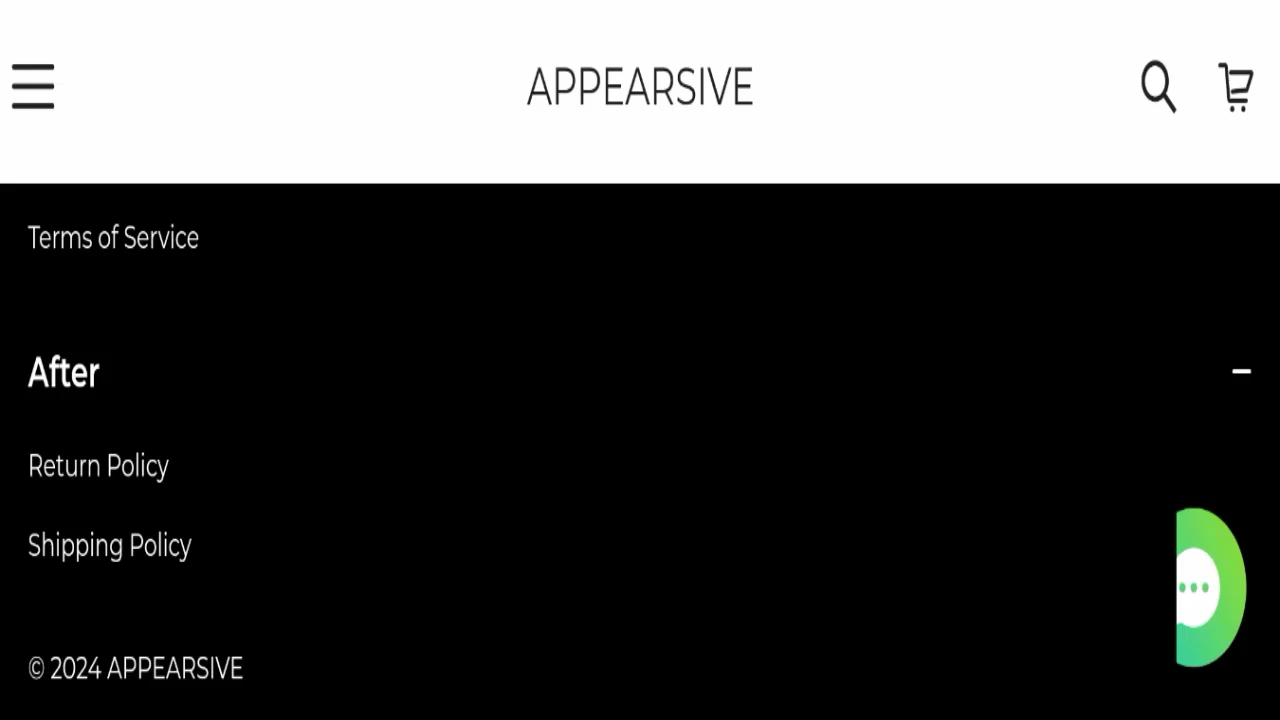 APPEARSIVE
Terms of Service
After
Return Policy
Shipping Policy
© 2024 APPEARSIVE